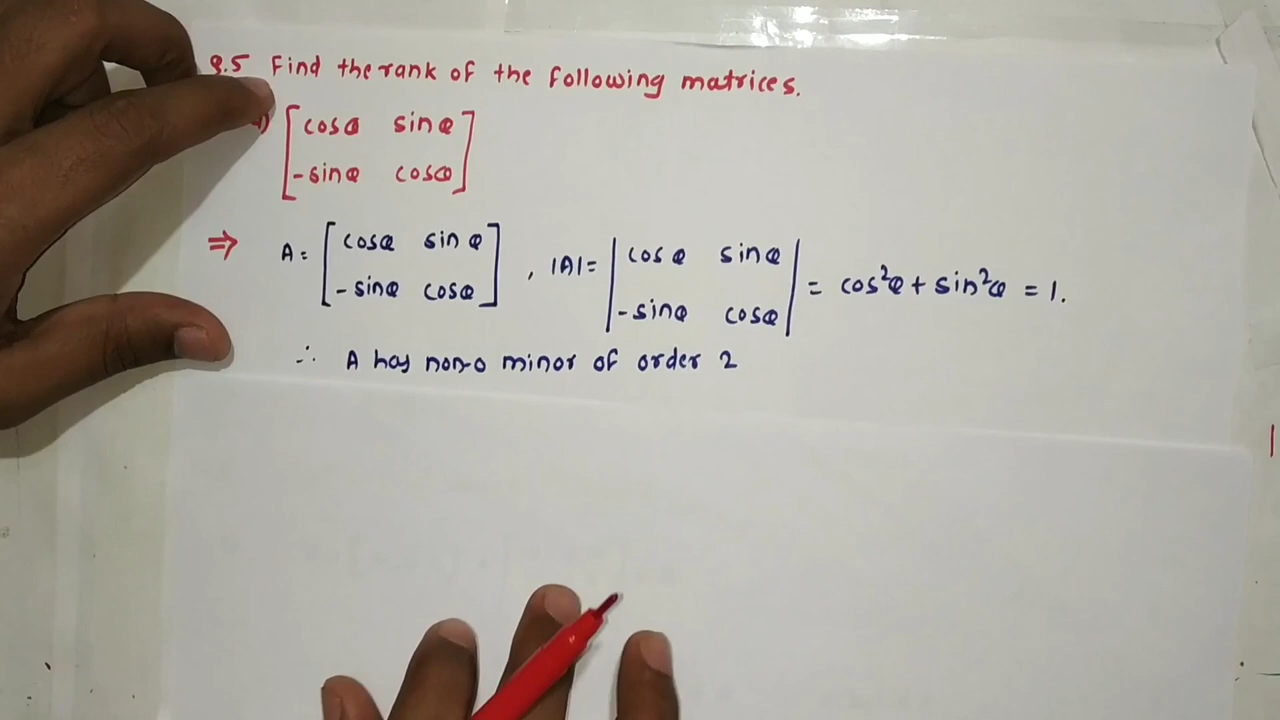 Q.5 Find the rank of the following matrices.
[cosθ sinθ
-sinθ cosθ]
⇒ A = [cosθ sinθ
-sinθ cosθ] , |A| = |cosθ sinθ
-sinθ cosθ| = cos²θ + sin²θ = 1.
∴ A has non-0 minor of order 2